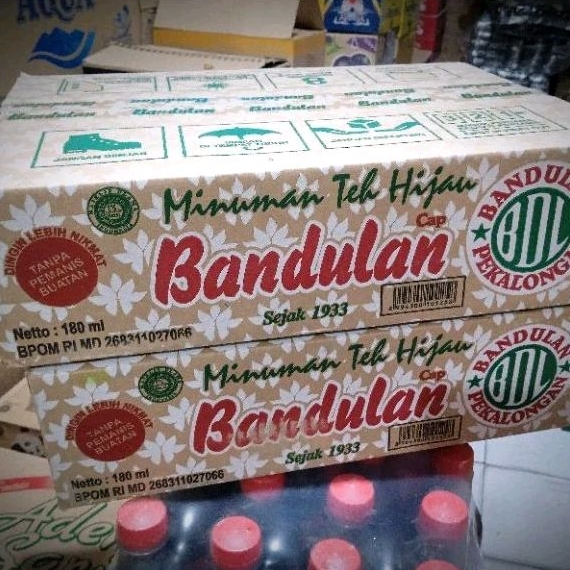 AQUA
Bandulan
Bandulan
Bandulan
Minuman Teh Hijau
Cap
Bandulan
Sejak 1933
DINGIN LEBIH NIKMAT
TANPA
PEMANIS
BUATAN
Netto : 180 ml
BPOM RI MD 268311027066
BANDULAN
BDL
PEKALONGAN
Minuman Teh Hijau
Cap
Bandulan
Sejak 1933
DINGIN LEBIH NIKMAT
TANPA
PEMANIS
BUATAN
Netto : 180 ml
BPOM RI MD 268311027066
BANDULAN
BDL
PEKALONGAN